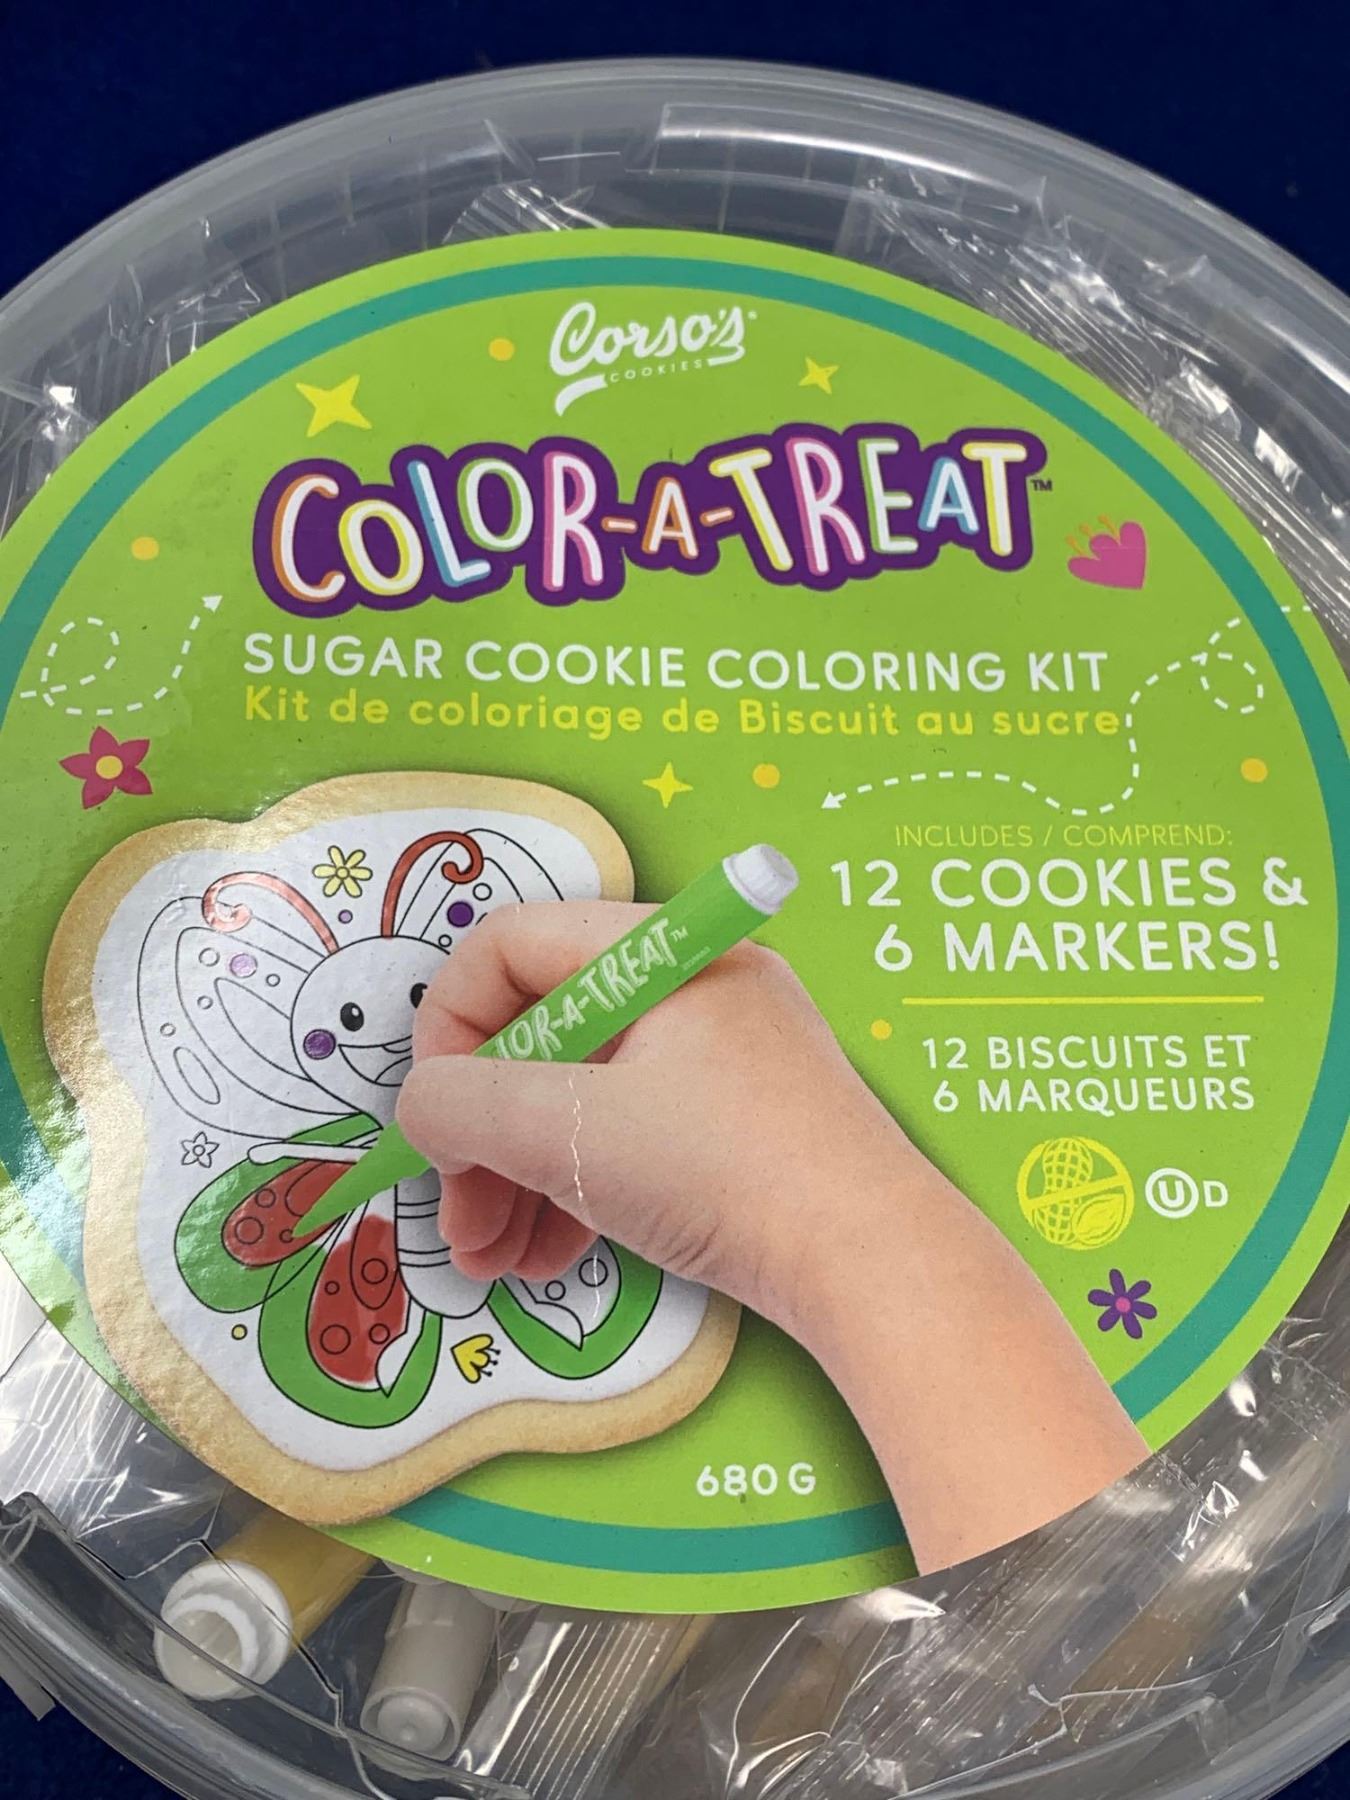 Corso's
COOKIES
COLOR-A-TREAT™
SUGAR COOKIE COLORING KIT
Kit de coloriage de Biscuit au sucre
INCLUDES / COMPREND:
12 COOKIES &
6 MARKERS!
12 BISCUITS ET
6 MARQUEURS
U D
LOR-A-TREAT™
680 G